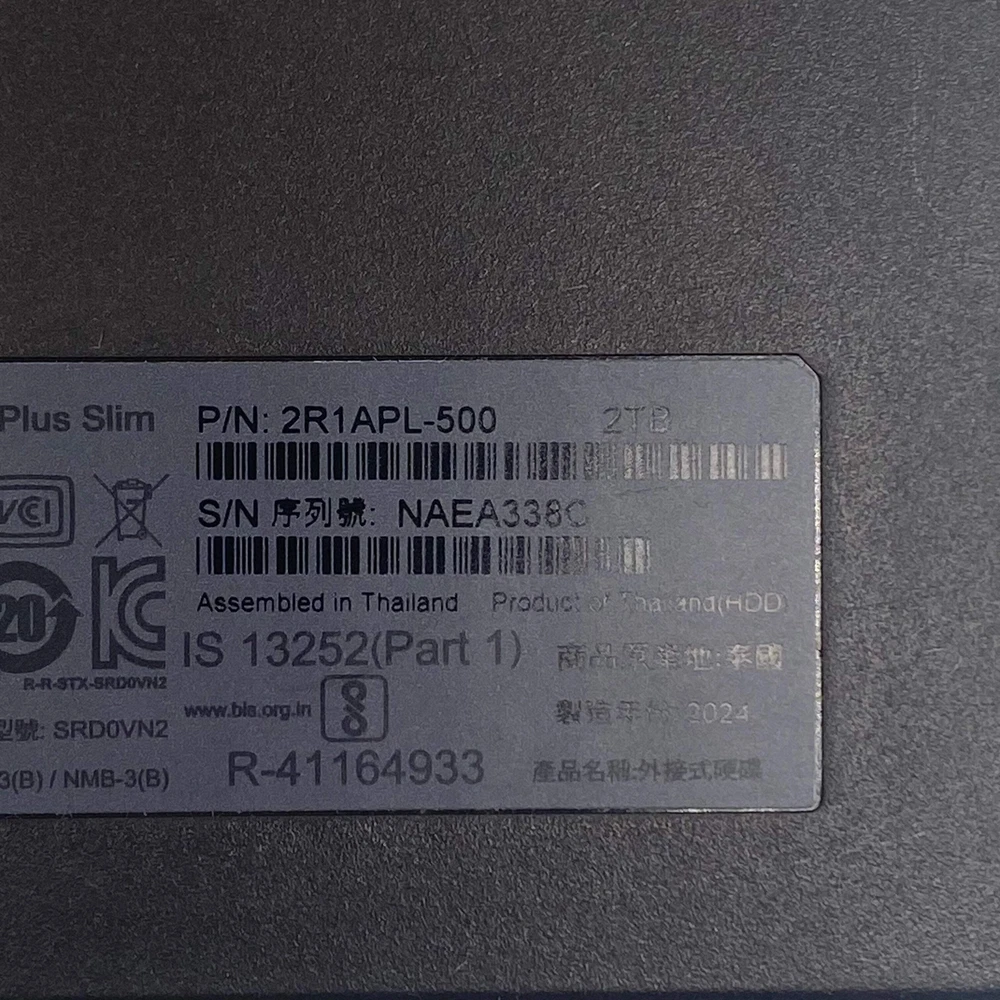 Plus Slim P/N: 2R1APL-500 2TB
S/N 序列號: NAEA338C
VCI
Assembled in Thailand Product of Thailand(HDD)
20
IS 13252(Part 1) 商品原產地:泰國
R-R-STX-SRD0VN2
www.bis.org.in 製造年份:2024
型號: SRD0VN2
3(B) / NMB-3(B) R-41164933 產品名稱:外接式硬碟